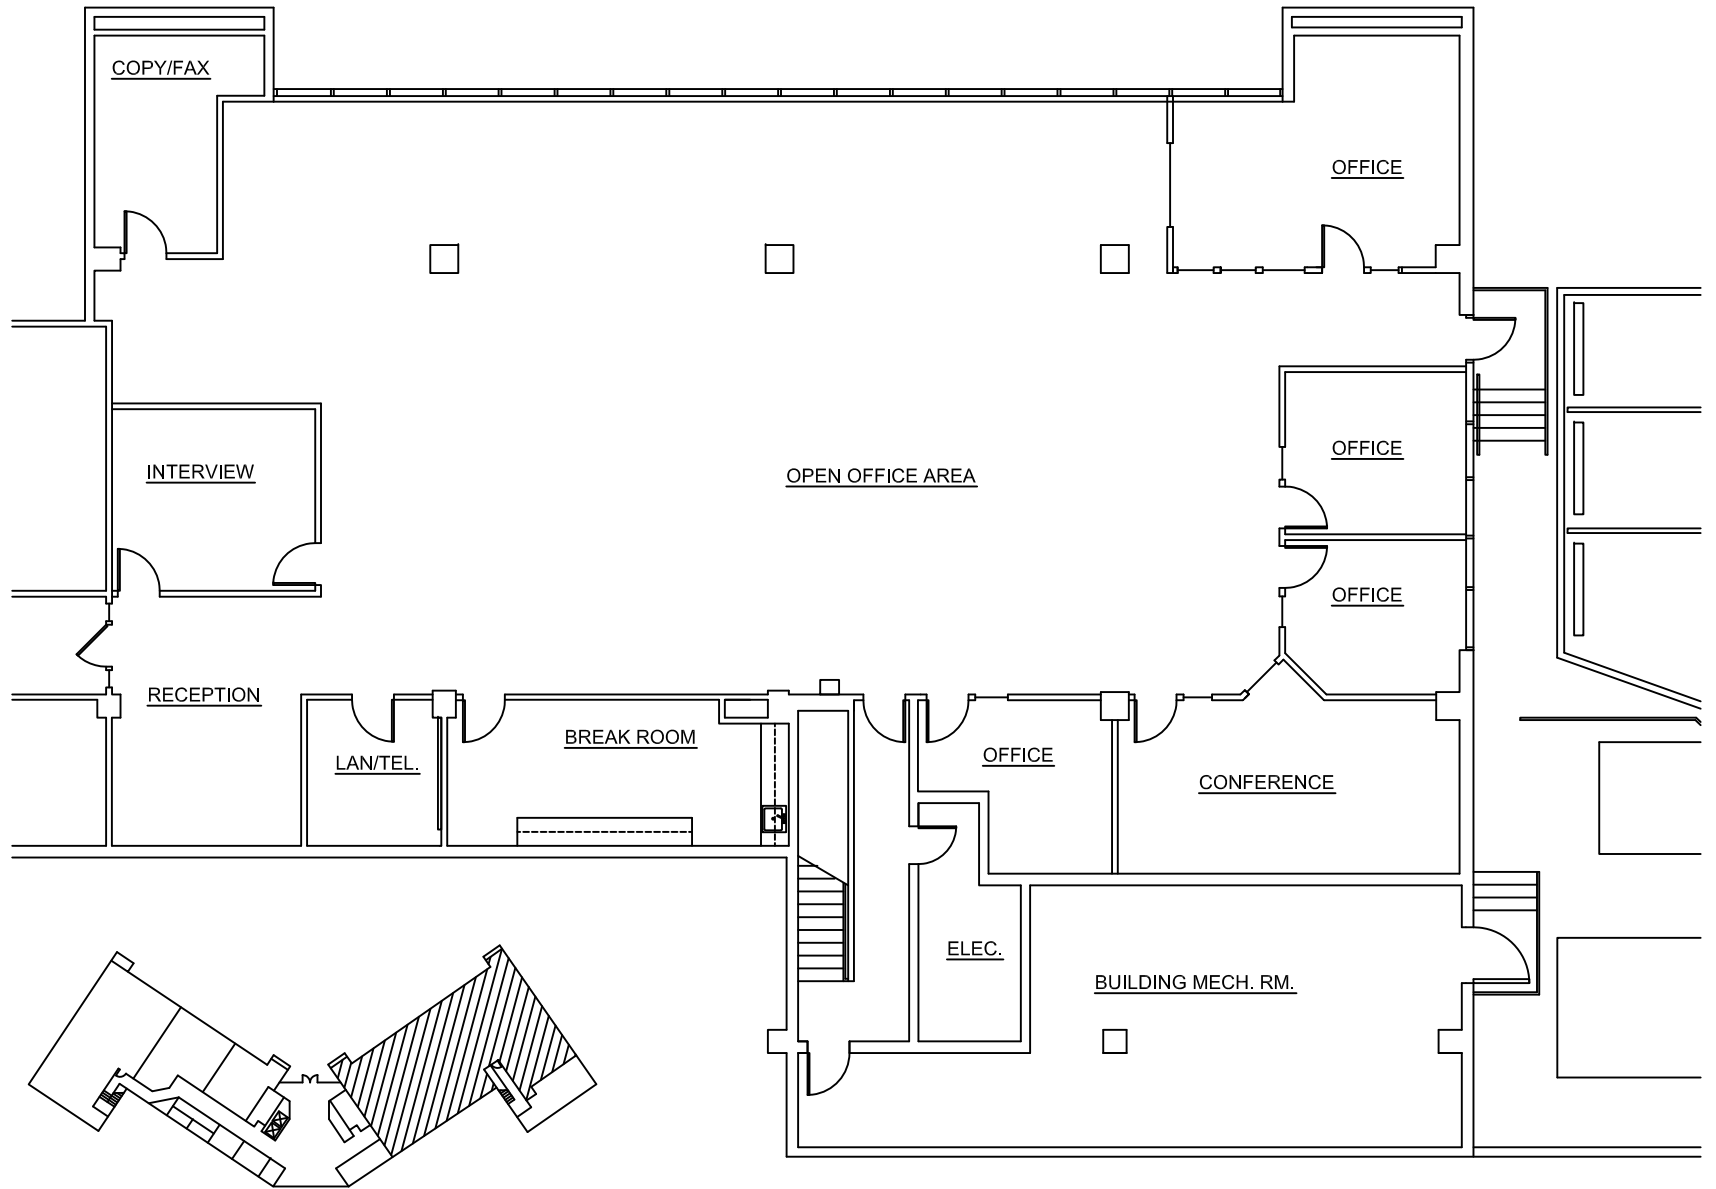 COPY/FAX
OFFICE
OFFICE
INTERVIEW
OPEN OFFICE AREA
OFFICE
RECEPTION
BREAK ROOM
OFFICE
LAN/TEL.
CONFERENCE
ELEC.
BUILDING MECH. RM.